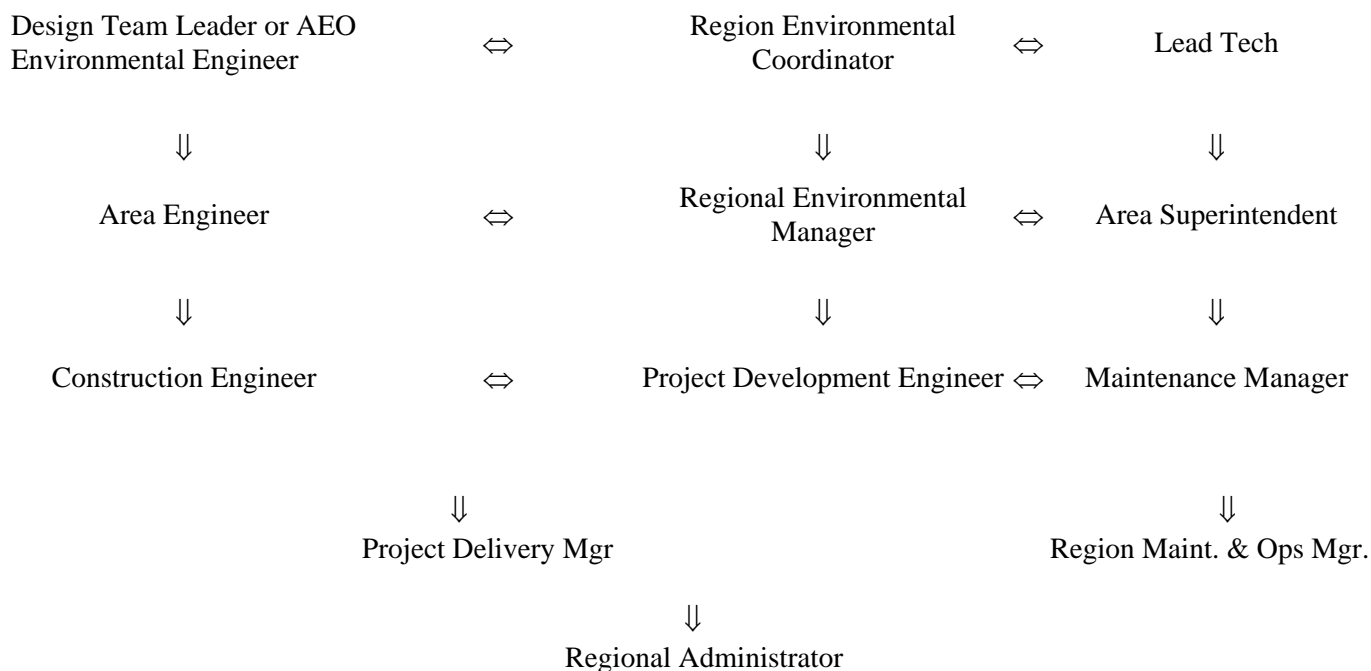 Design Team Leader or AEO
Environmental Engineer
⇔
Region Environmental
Coordinator
⇔
Lead Tech
⇓
⇓
⇓
Area Engineer
⇔
Regional Environmental
Manager
⇔
Area Superintendent
⇓
⇓
⇓
Construction Engineer
⇔
Project Development Engineer
⇔
Maintenance Manager
⇓
⇓
Project Delivery Mgr
Region Maint. & Ops Mgr.
⇓
Regional Administrator